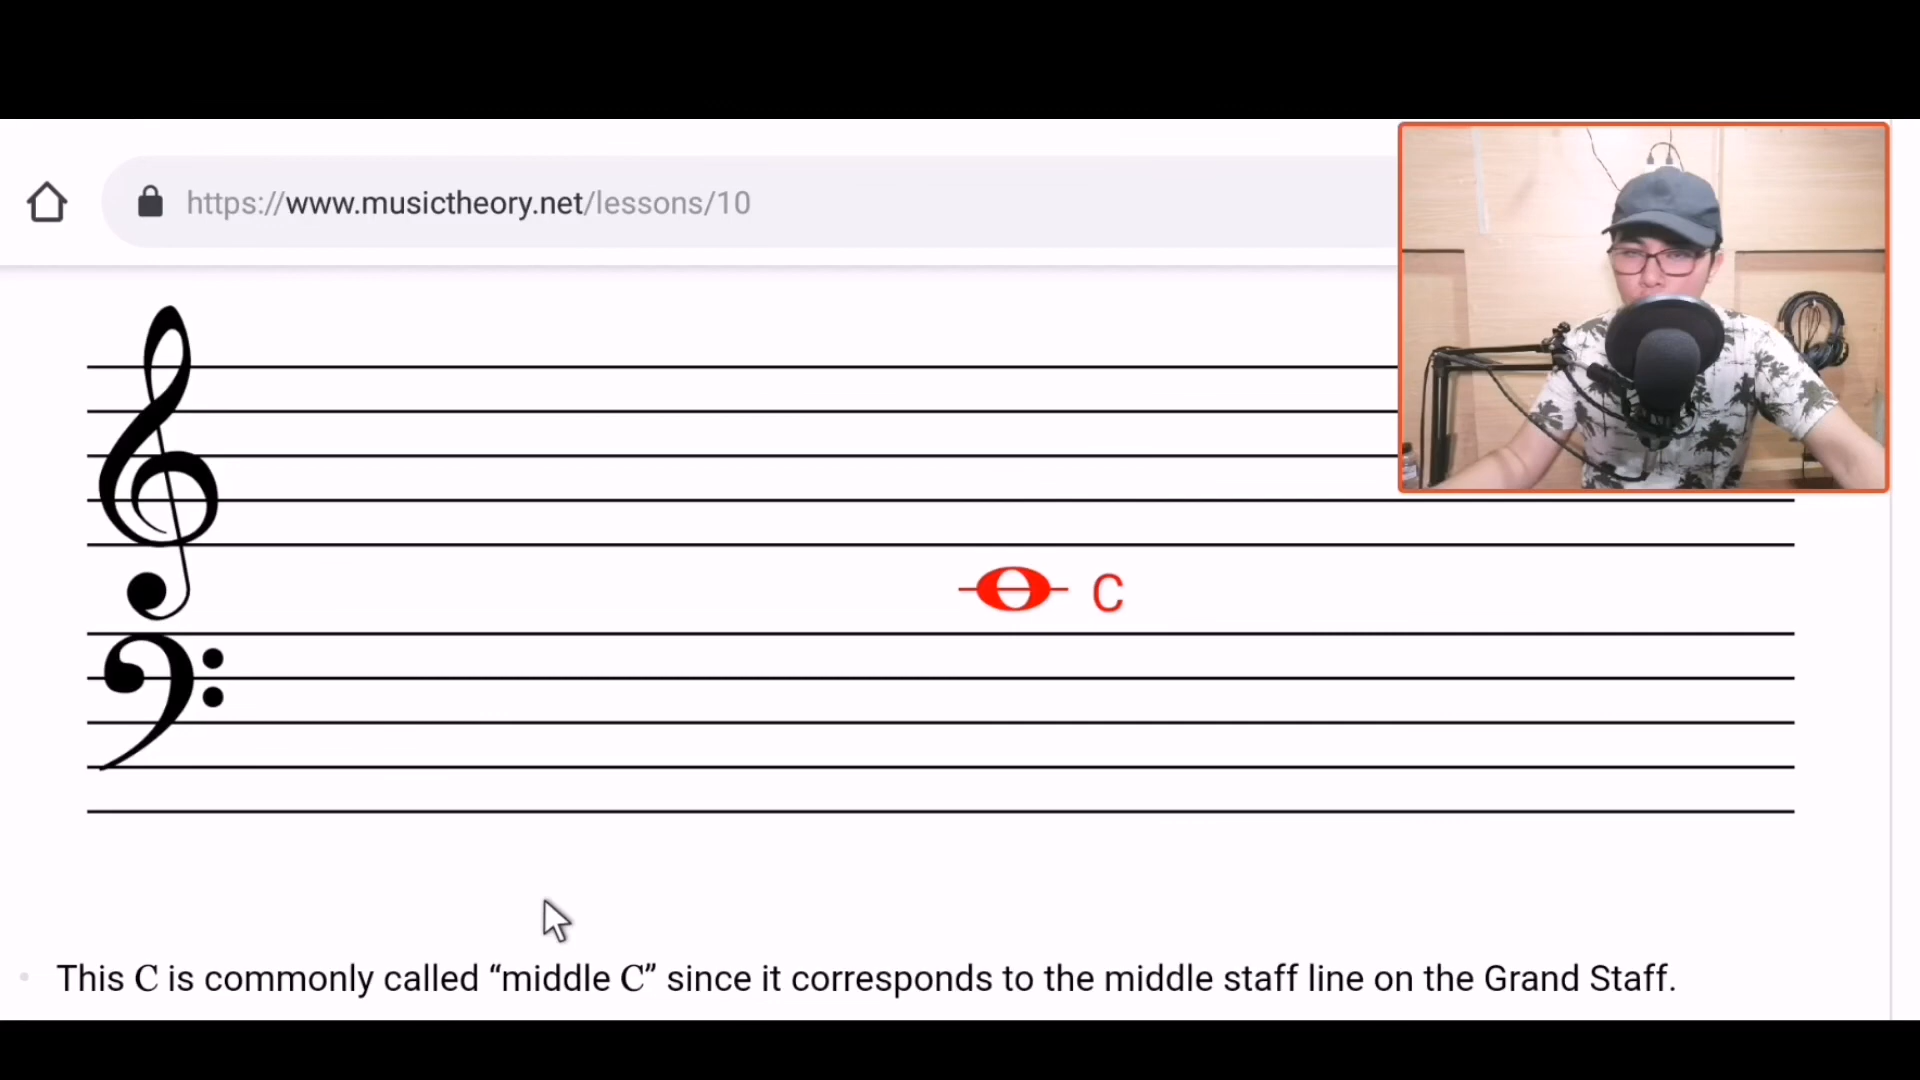 https://www.musictheory.net/lessons/10
C
This C is commonly called “middle C” since it corresponds to the middle staff line on the Grand Staff.